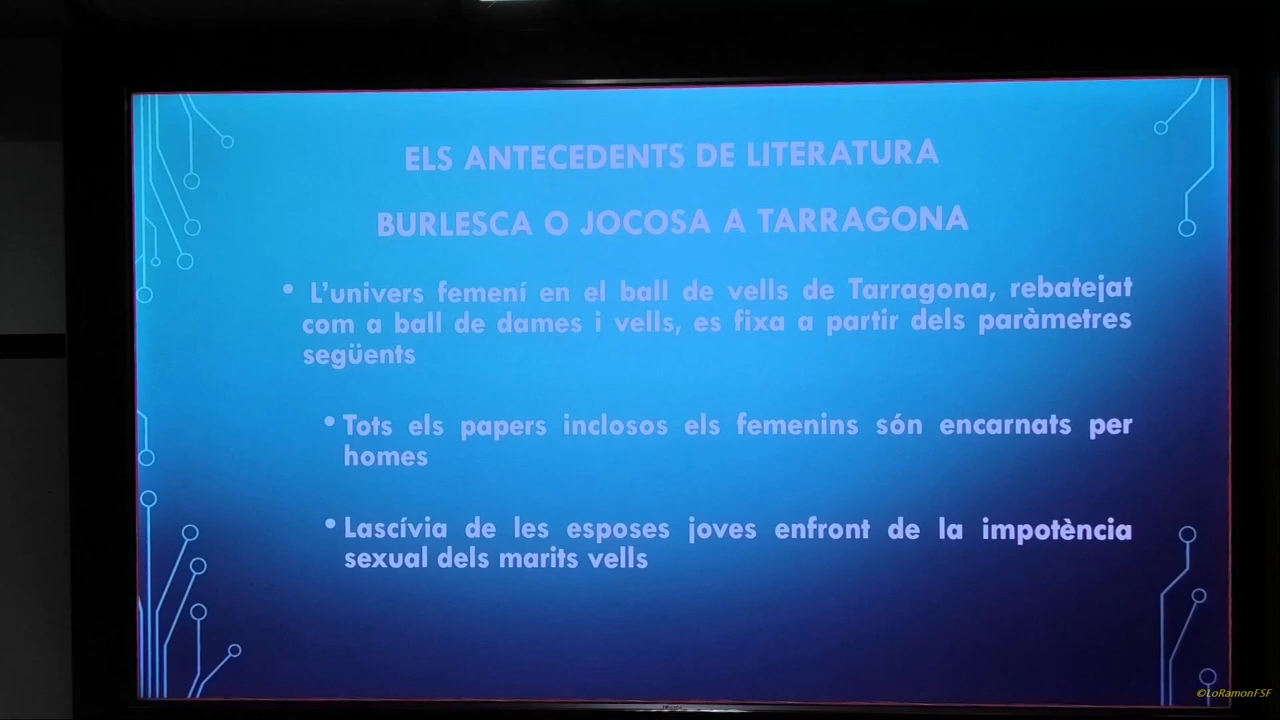 ELS ANTECEDENTS DE LITERATURA
BURLESCA O JOCOSA A TARRAGONA
• L’univers femení en el ball de vells de Tarragona, rebatejat
com a ball de dames i vells, es fixa a partir dels paràmetres
següents
• Tots els papers inclosos els femenins són encarnats per
homes
• Lascívia de les esposes joves enfront de la impotència
sexual dels marits vells
©LoRamonFSF